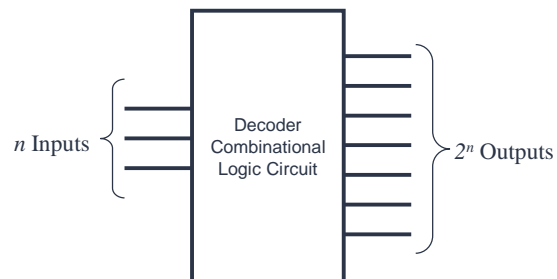 n Inputs
Decoder
Combinational
Logic Circuit
2ⁿ Outputs